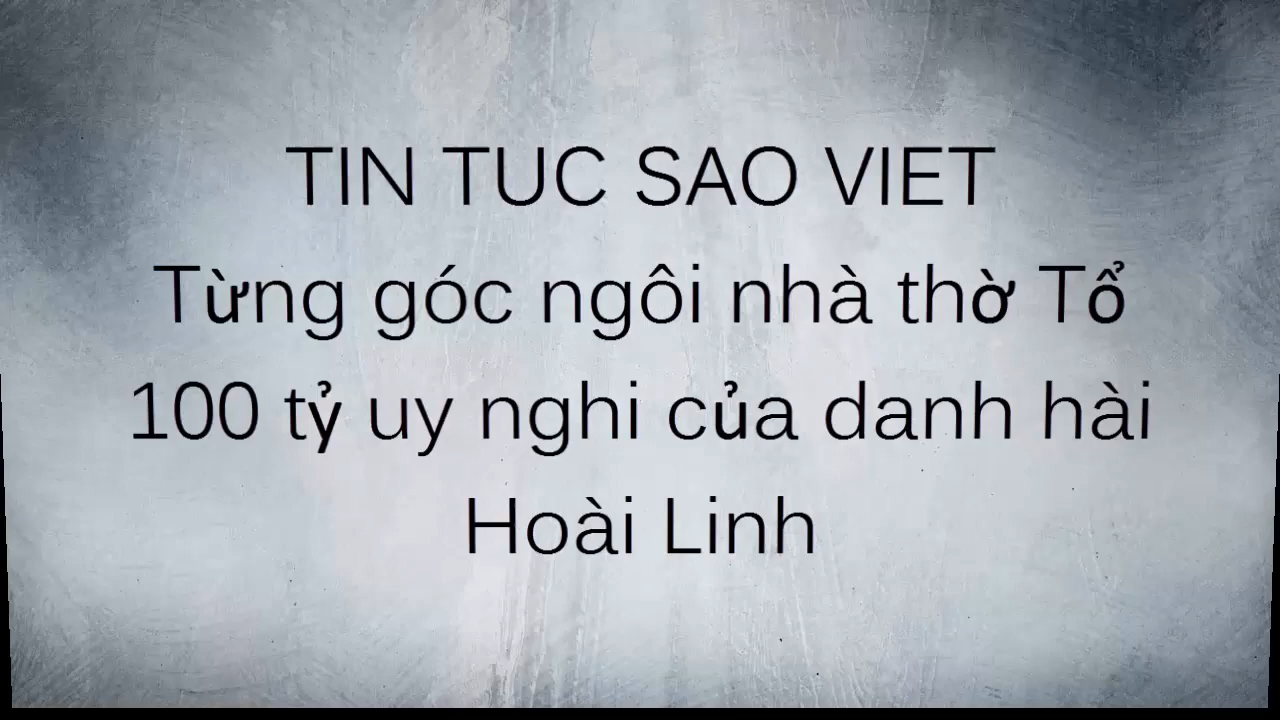 TIN TUC SAO VIET
Từng góc ngôi nhà thờ Tổ
100 tỷ uy nghi của danh hài
Hoài Linh